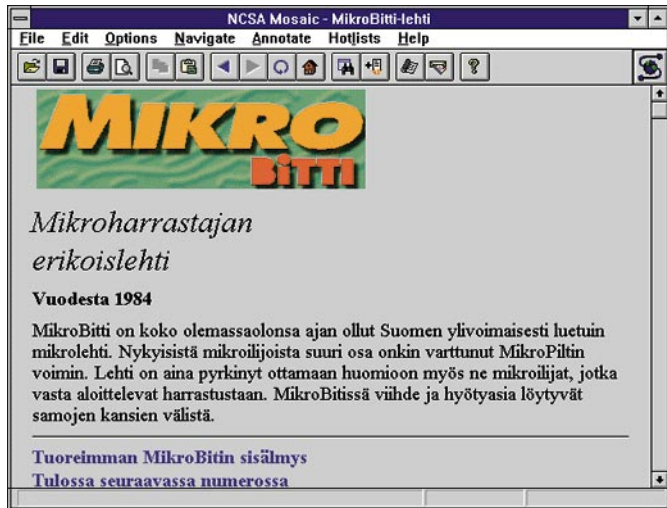 NCSA Mosaic - MikroBitti-lehti
File Edit Options Navigate Annotate Hotlists Help
MIKRO
BITTI
Mikroharrastajan
erikoislehti
Vuodesta 1984
MikroBitti on koko olemassaolonsa ajan ollut Suomen ylivoimaisesti luetuin
mikrolehti. Nykyisistä mikroilijoista suuri osa onkin varttunut MikroPiltin
voimin. Lehti on aina pyrkinyt ottamaan huomioon myös ne mikroilijat, jotka
vasta aloittelevat harrastustaan. MikroBitissä viihde ja hyötyasia löytyvät
samojen kansien välistä.
Tuoreimman MikroBitin sisälmys
Tulossa seuraavassa numerossa